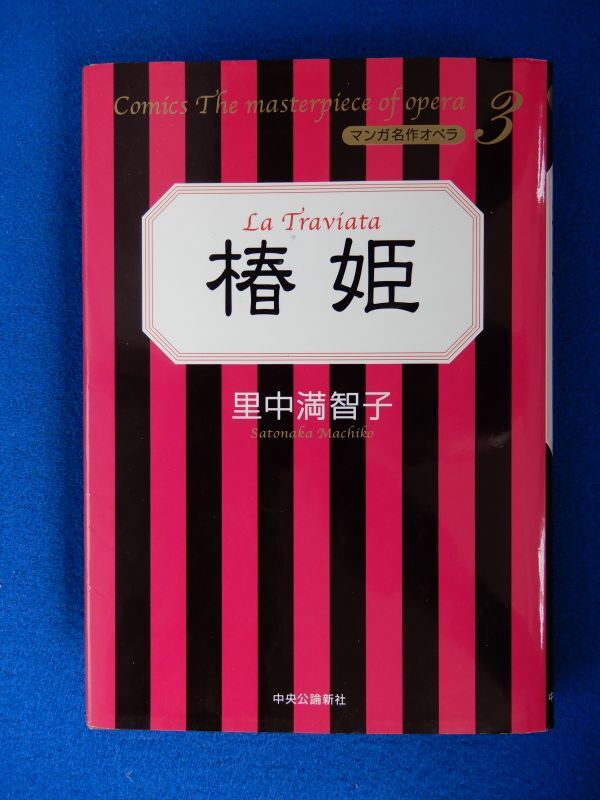 Comics The masterpiece of opera 3
マンガ名作オペラ
La Traviata
椿姫
里中満智子
Satonaka Machiko
中央公論新社